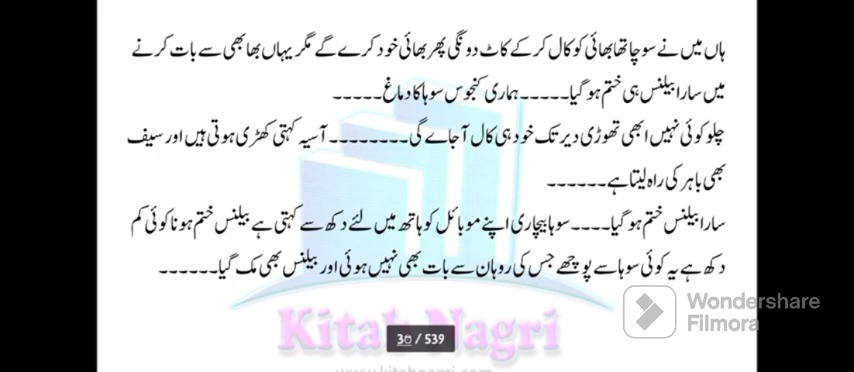 ہاں میں نے سوچا تھا بھائی کو کال کر کے کاٹ دونگی پھر بھائی خود کرے گے مگر یہاں بھابھی سے بات کرنے
میں سارا بیلنس ہی ختم ہو گیا۔۔۔۔۔ ہماری کنجوس سوہا کا دماغ۔۔۔۔۔
چلو کوئی نہیں ابھی تھوڑی دیر تک خود ہی کال آ جاے گی۔۔۔۔۔۔۔۔ آسیہ کہتی کھڑی ہوتی ہیں اور سیف
بھی باہر کی راہ لیتا ہے۔۔۔۔۔۔
سارا بیلنس ختم ہو گیا۔۔۔۔ سوہا بیچاری اپنے موبائل کو ہاتھ میں لئے دکھ سے کہتی ہے بیلنس ختم ہونا کوئی کم
دکھ ہے یہ کوئی سوہا سے پوچھے جس کی روہان سے بات بھی نہیں ہوئی اور بیلنس بھی مک گیا۔۔۔۔۔۔
Wondershare
Filmora
Kitab Nagri
/ 539
www.kitabnagri.com